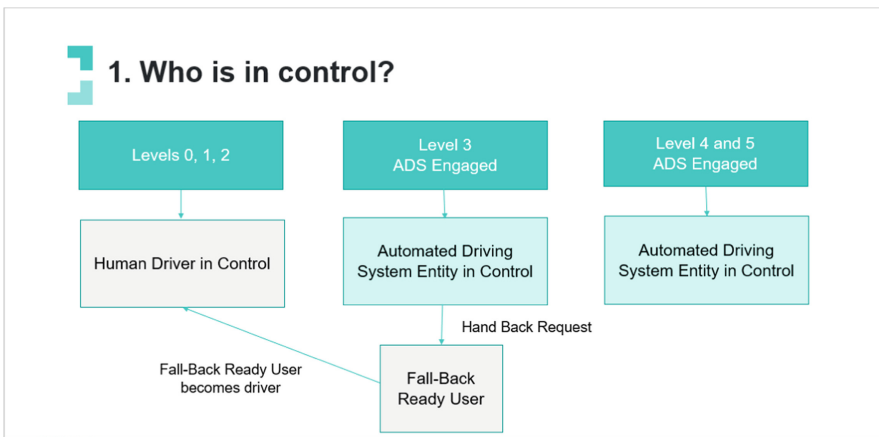 1. Who is in control?
Levels 0, 1, 2
Level 3
ADS Engaged
Level 4 and 5
ADS Engaged
Human Driver in Control
Automated Driving
System Entity in Control
Automated Driving
System Entity in Control
Hand Back Request
Fall-Back Ready User
becomes driver
Fall-Back
Ready User